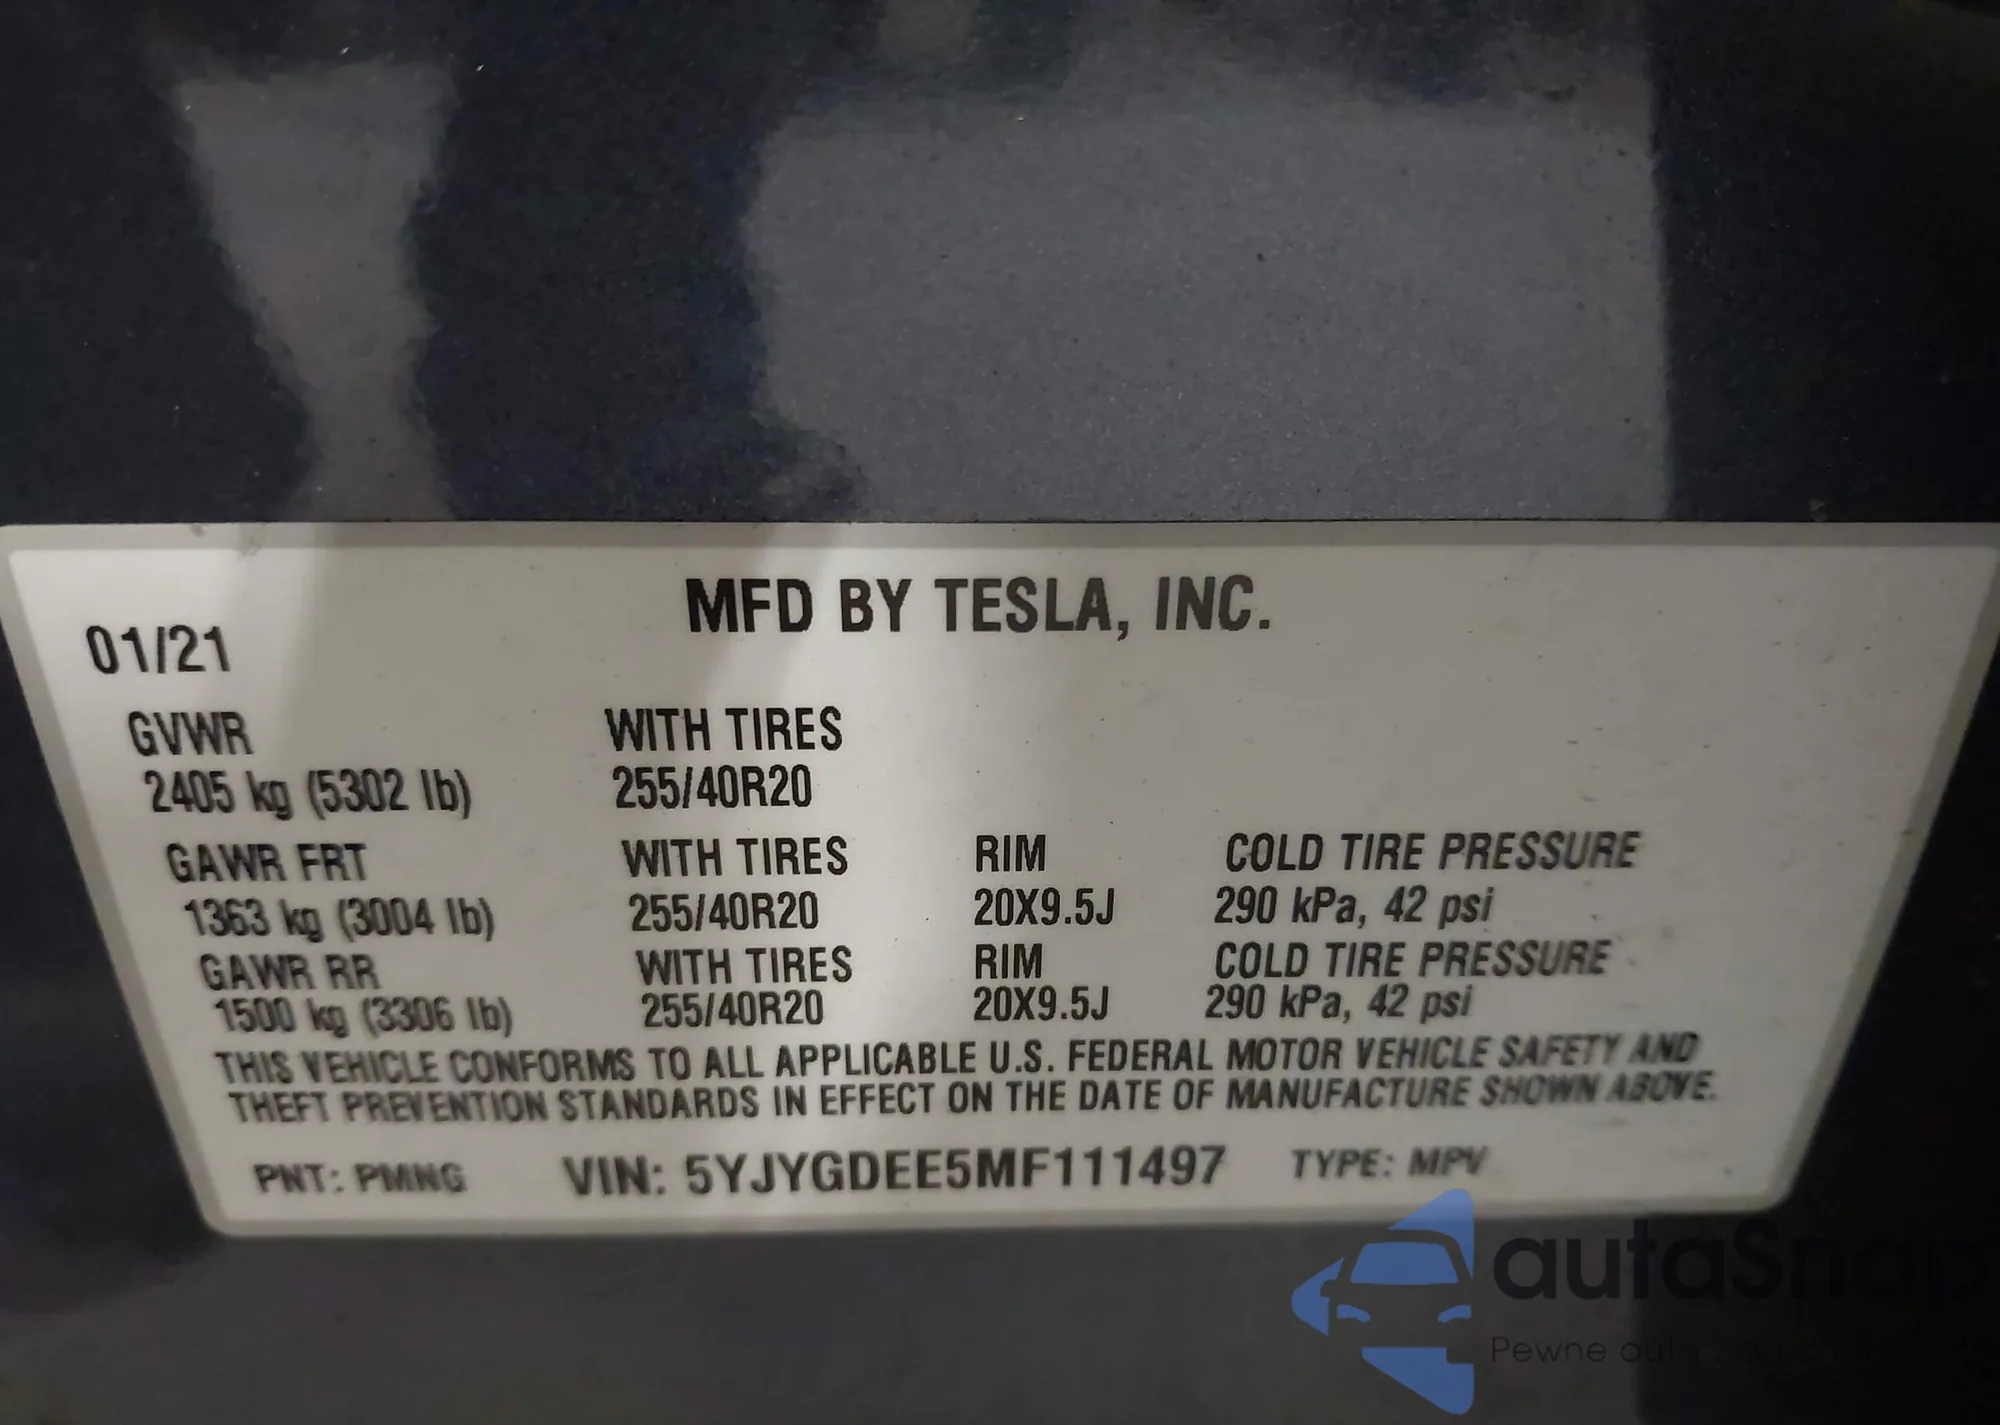 MFD BY TESLA, INC.
01/21
GVWR WITH TIRES
2405 kg (5302 lb) 255/40R20
GAWR FRT WITH TIRES RIM COLD TIRE PRESSURE
1363 kg (3004 lb) 255/40R20 20X9.5J 290 kPa, 42 psi
GAWR RR WITH TIRES RIM COLD TIRE PRESSURE
1500 kg (3306 lb) 255/40R20 20X9.5J 290 kPa, 42 psi
THIS VEHICLE CONFORMS TO ALL APPLICABLE U.S. FEDERAL MOTOR VEHICLE SAFETY AND
THEFT PREVENTION STANDARDS IN EFFECT ON THE DATE OF MANUFACTURE SHOWN ABOVE.
PNT: PMNG VIN: 5YJYGDEE5MF111497 TYPE: MPV
autaSnap
Pewne auta